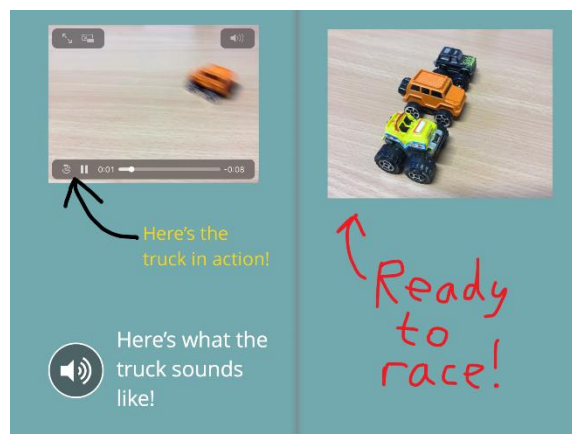 0:01
-0:08
Here's the
truck in action!
Here's what the
truck sounds
like!
Ready
to
race!